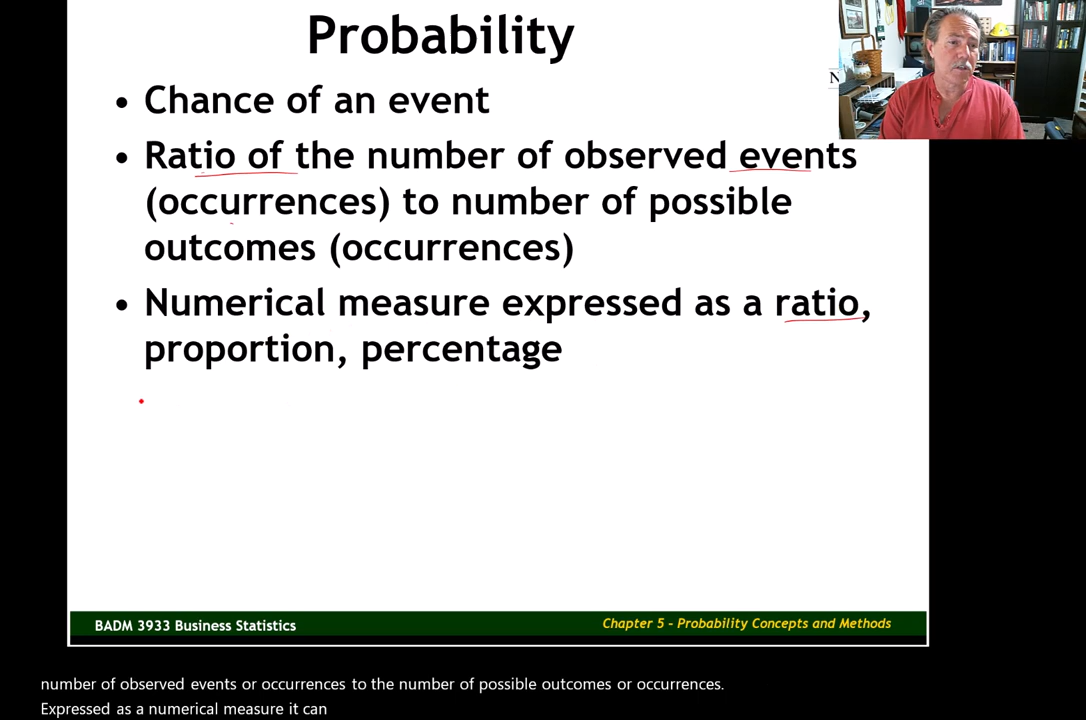 Probability
• Chance of an event
• Ratio of the number of observed events
(occurrences) to number of possible
outcomes (occurrences)
• Numerical measure expressed as a ratio,
proportion, percentage
N
BADM 3933 Business Statistics
Chapter 5 - Probability Concepts and Methods
number of observed events or occurrences to the number of possible outcomes or occurrences.
Expressed as a numerical measure it can